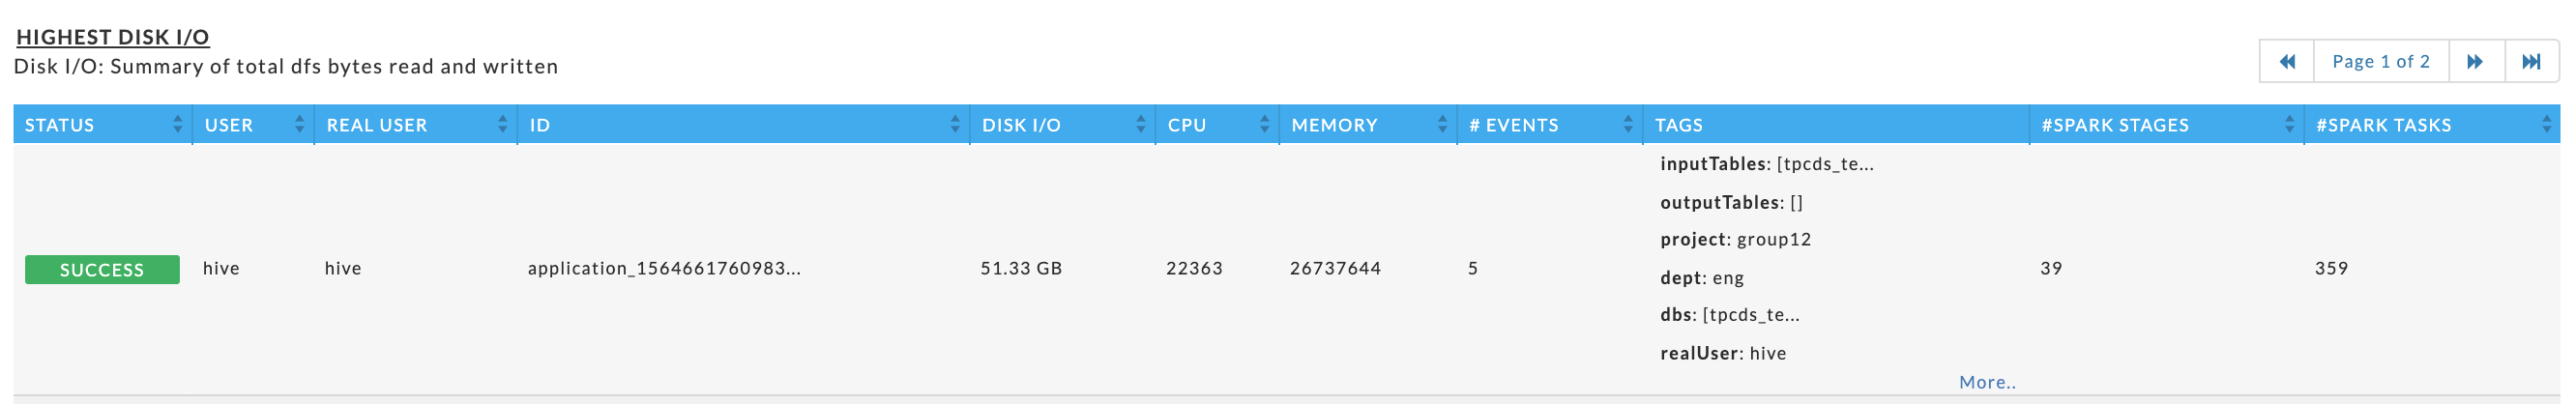 HIGHEST DISK I/O
Disk I/O: Summary of total dfs bytes read and written
Page 1 of 2
STATUS USER REAL USER ID DISK I/O CPU MEMORY # EVENTS TAGS #SPARK STAGES #SPARK TASKS
inputTables: [tpcds_te...
outputTables: []
project: group12
SUCCESS hive hive application_1564661760983... 51.33 GB 22363 26737644 5 39 359
dept: eng
dbs: [tpcds_te...
realUser: hive
More..